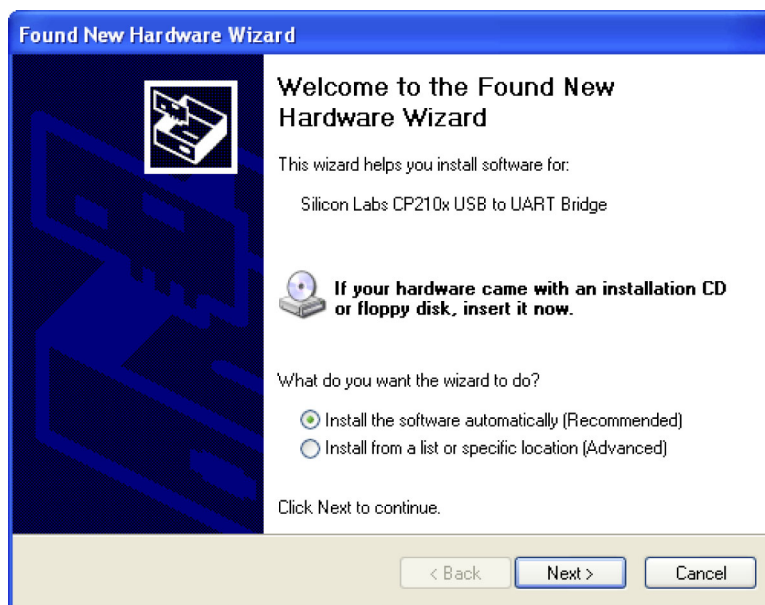 Found New Hardware Wizard
Welcome to the Found New
Hardware Wizard
This wizard helps you install software for:
Silicon Labs CP210x USB to UART Bridge
If your hardware came with an installation CD
or floppy disk, insert it now.
What do you want the wizard to do?
Install the software automatically (Recommended)
Install from a list or specific location (Advanced)
Click Next to continue.
< Back Next > Cancel